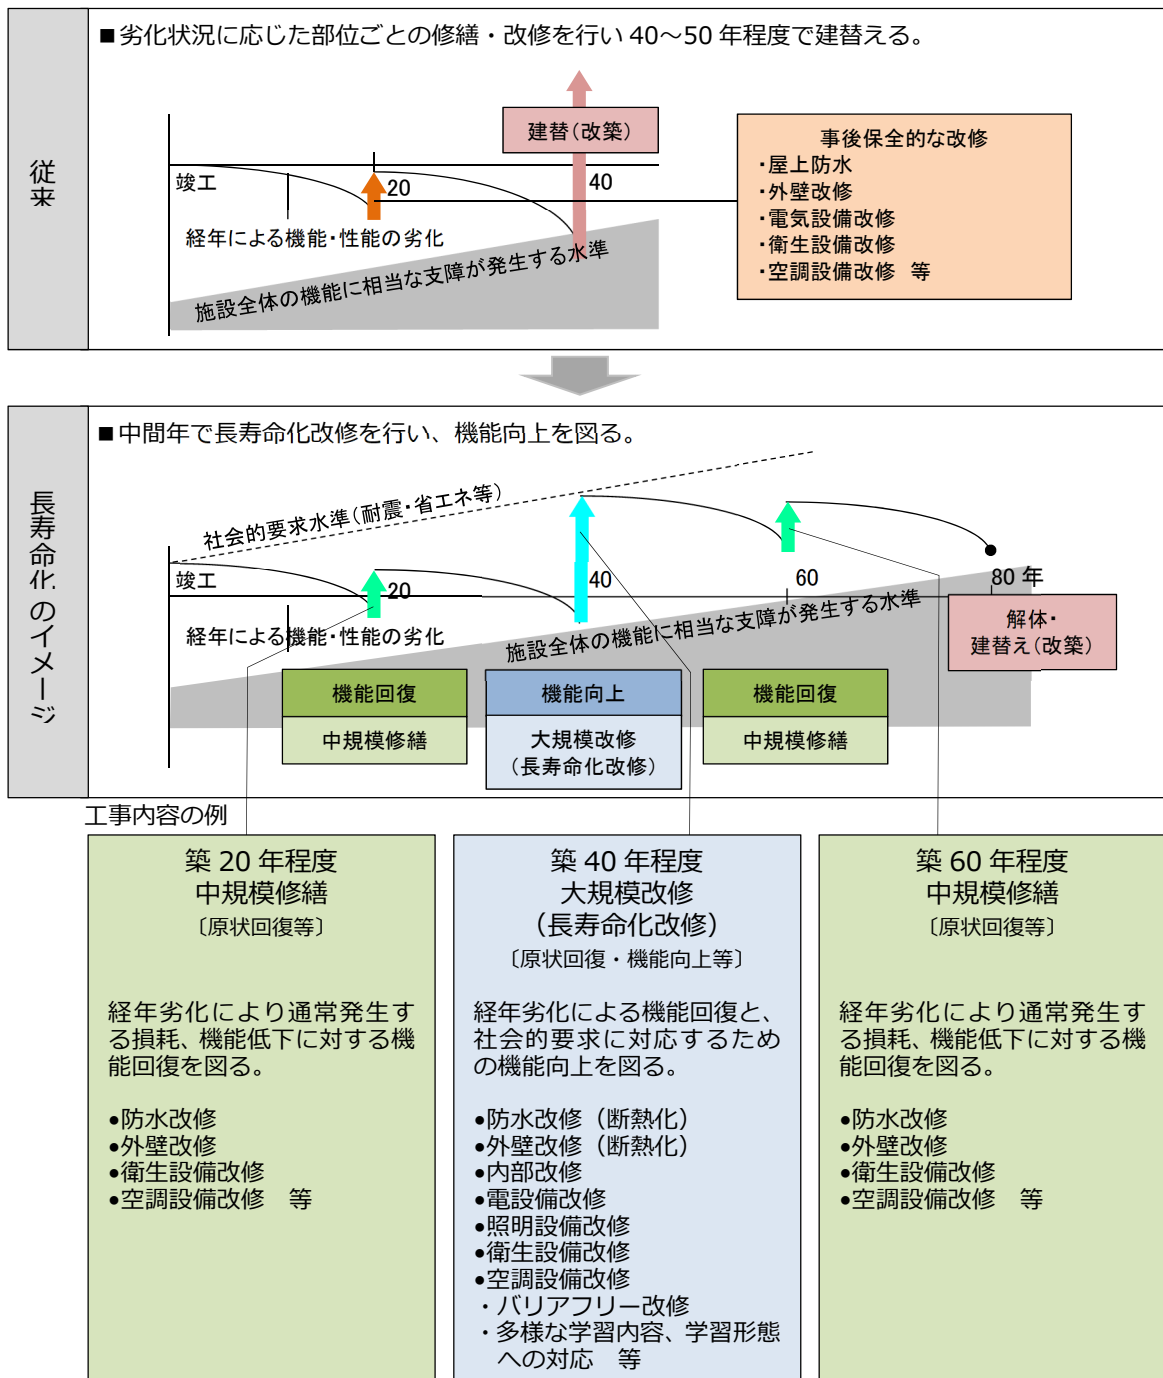 従来
■劣化状況に応じた部位ごとの修繕・改修を行い 40～50 年程度で建替える。
建替(改築)
竣工
20
40
経年による機能・性能の劣化
施設全体の機能に相当な支障が発生する水準
事後保全的な改修
・屋上防水
・外壁改修
・電気設備改修
・衛生設備改修
・空調設備改修　等
長寿命化のイメージ
■中間年で長寿命化改修を行い、機能向上を図る。
社会的要求水準(耐震・省エネ等)
竣工
20
40
60
80 年
経年による機能・性能の劣化
施設全体の機能に相当な支障が発生する水準
解体・
建替え(改築)
機能回復
中規模修繕
機能向上
大規模改修
(長寿命化改修)
機能回復
中規模修繕
工事内容の例
築 20 年程度
中規模修繕
〔原状回復等〕
経年劣化により通常発生す
る損耗、機能低下に対する機
能回復を図る。
●防水改修
●外壁改修
●衛生設備改修
●空調設備改修　等
築 40 年程度
大規模改修
（長寿命化改修）
〔原状回復・機能向上等〕
経年劣化による機能回復と、
社会的要求に対応するため
の機能向上を図る。
●防水改修（断熱化）
●外壁改修（断熱化）
●内部改修
●電設備改修
●照明設備改修
●衛生設備改修
●空調設備改修
・バリアフリー改修
・多様な学習内容、学習形態
への対応　等
築 60 年程度
中規模修繕
〔原状回復等〕
経年劣化により通常発生す
る損耗、機能低下に対する機
能回復を図る。
●防水改修
●外壁改修
●衛生設備改修
●空調設備改修　等